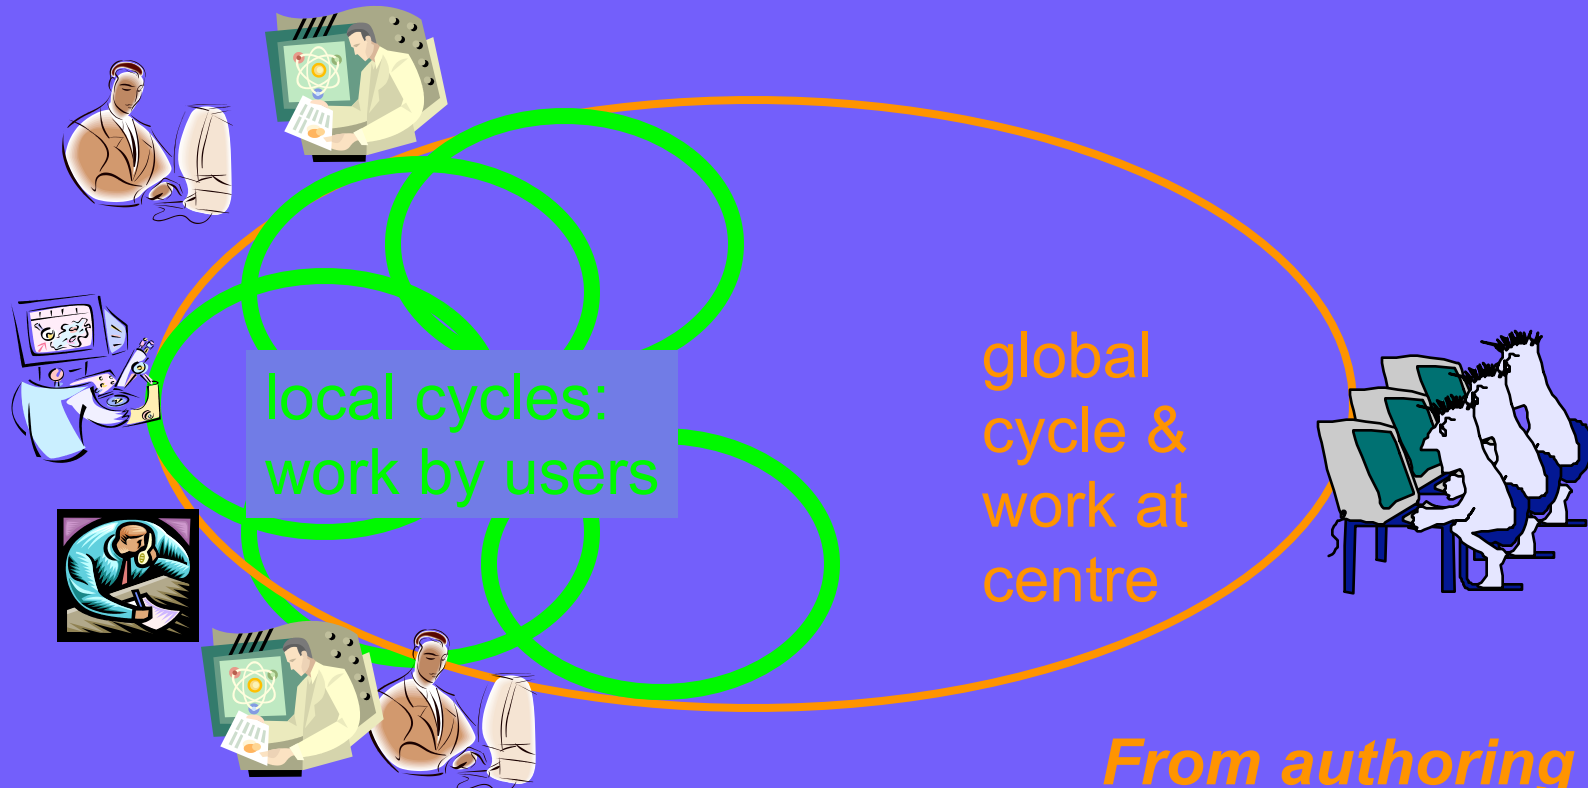 local cycles:
work by users
global
cycle &
work at
centre
From authoring